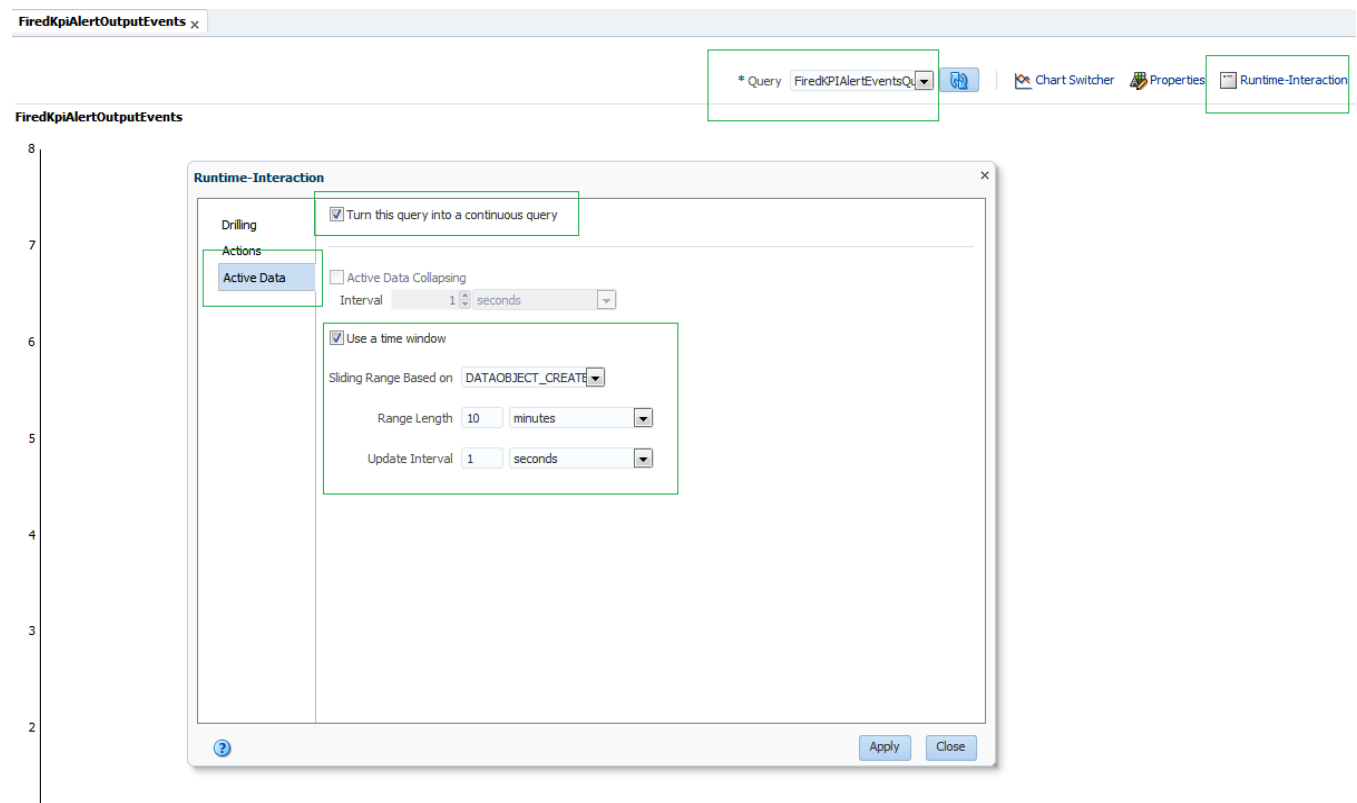 FiredKpiAlertOutputEvents x
* Query FiredKPIAlertEventsQu Chart Switcher Properties Runtime-Interaction
FiredKpiAlertOutputEvents
8
Runtime-Interaction ×
Turn this query into a continuous query
Drilling
7
Actions
Active Data
Active Data Collapsing
Interval 1 seconds
6
Use a time window
Sliding Range Based on DATAOBJECT_CREATE
Range Length 10 minutes
5
Update Interval 1 seconds
4
3
2
? Apply Close